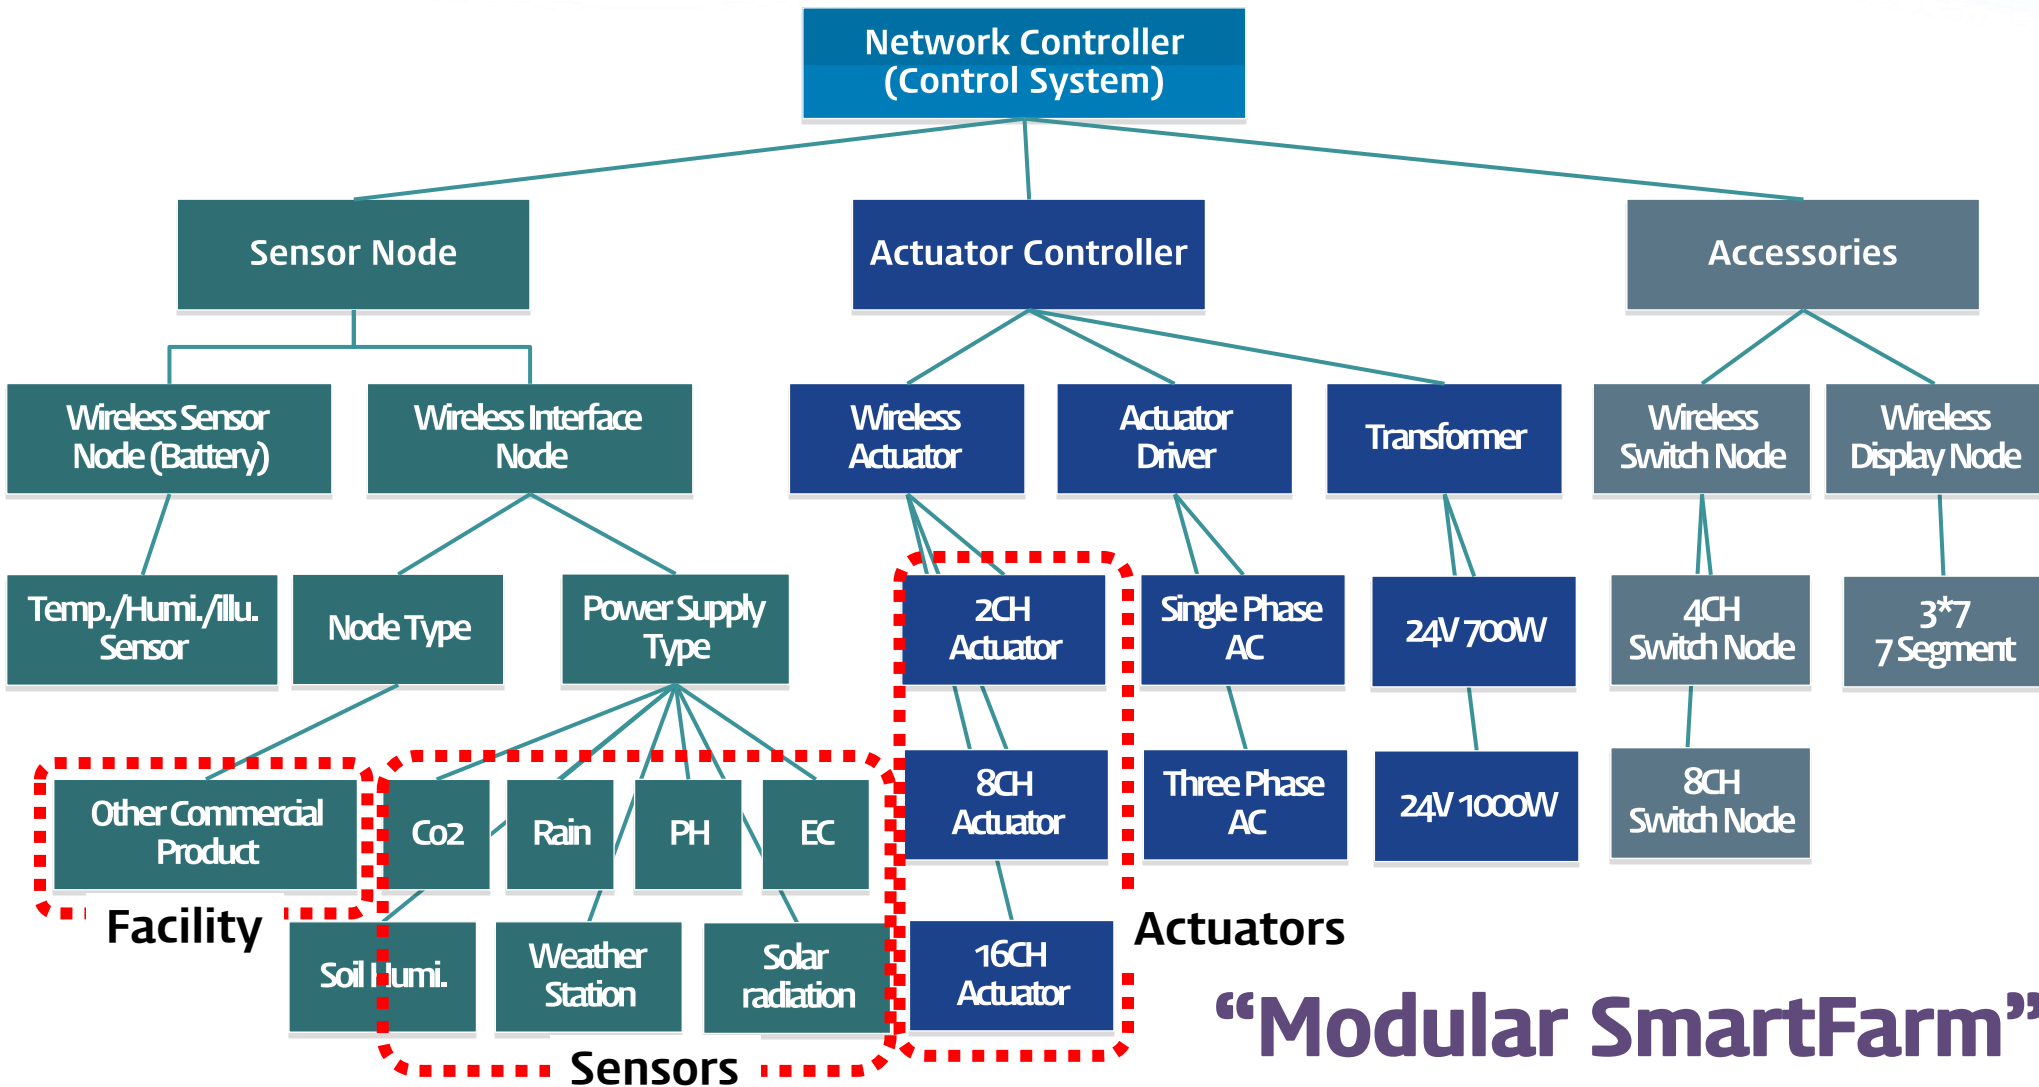 Network Controller
(Control System)
Sensor Node
Actuator Controller
Accessories
Wireless Sensor
Node (Battery)
Wireless Interface
Node
Wireless
Actuator
Actuator
Driver
Transformer
Wireless
Switch Node
Wireless
Display Node
Temp./Humi./illu.
Sensor
Node Type
Power Supply
Type
2CH
Actuator
Single Phase
AC
24V 700W
4CH
Switch Node
3*7
7 Segment
Other Commercial
Product
Co2
Rain
PH
EC
8CH
Actuator
Three Phase
AC
24V 1000W
8CH
Switch Node
Facility
Soil Humi.
Weather
Station
Solar
radiation
16CH
Actuator
Actuators
Sensors
“Modular SmartFarm”